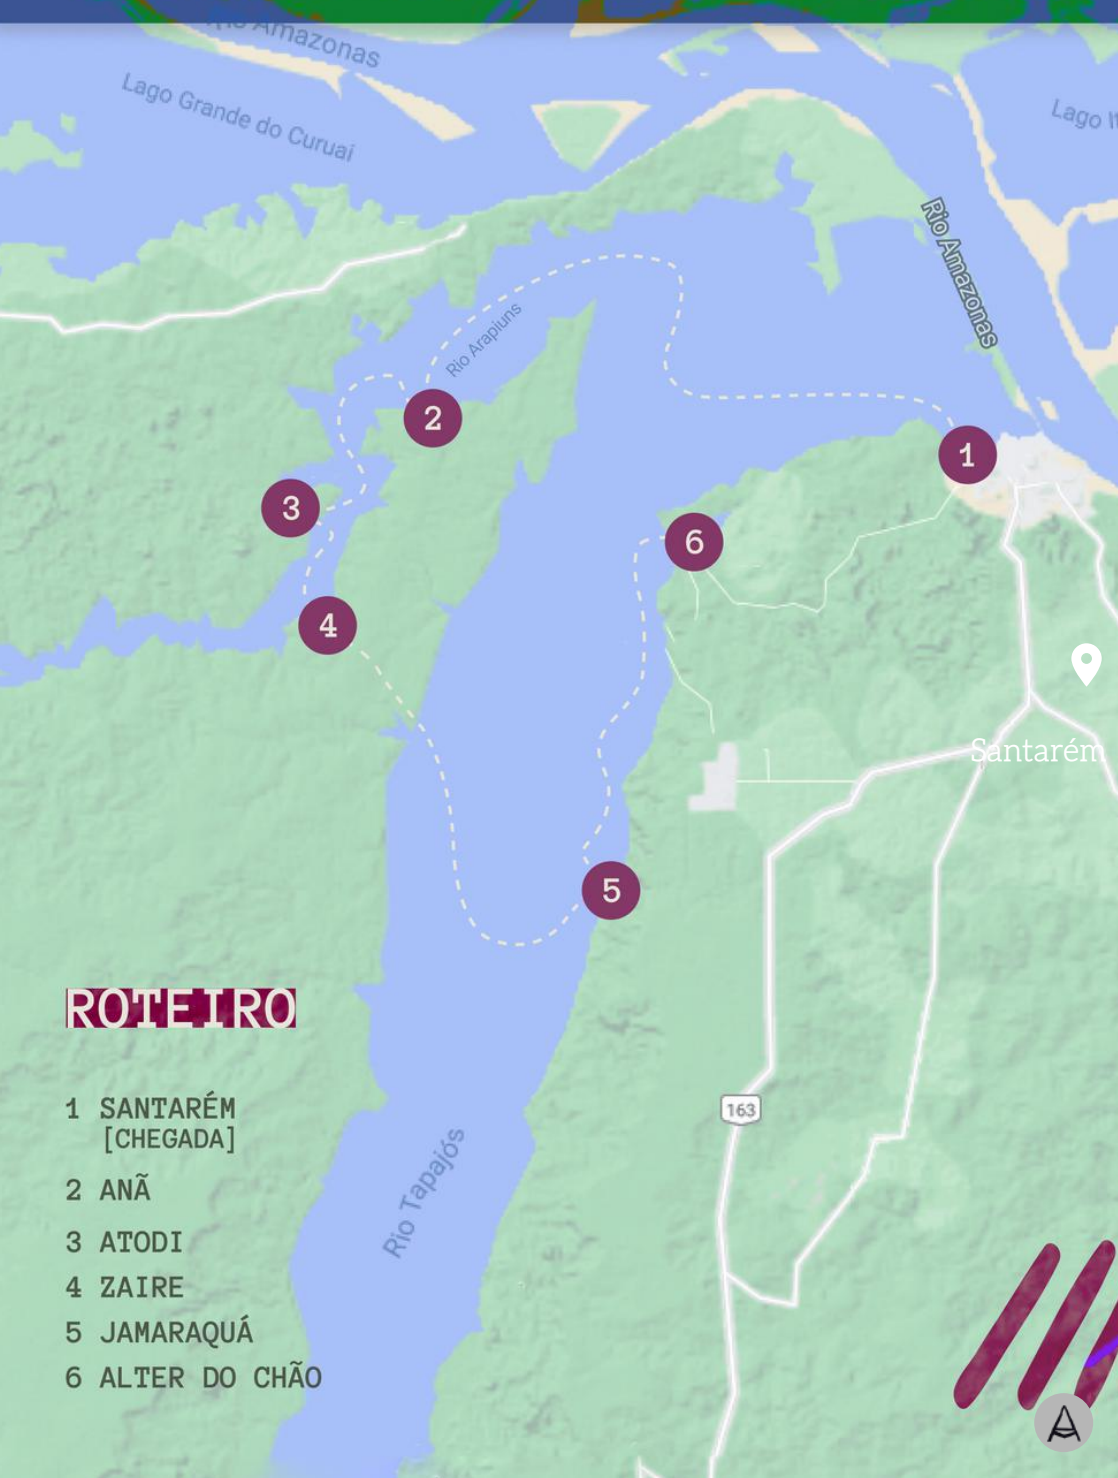 Rio Amazonas
Lago Grande do Curuaí
Lago
Rio Amazonas
Rio Arapiuns
2
1
3
6
4
Santarém
5
ROTEIRO
1 SANTARÉM
[CHEGADA]
163
Rio Tapajós
2 ANÃ
3 ATODI
4 ZAIRE
5 JAMARAQUÁ
6 ALTER DO CHÃO